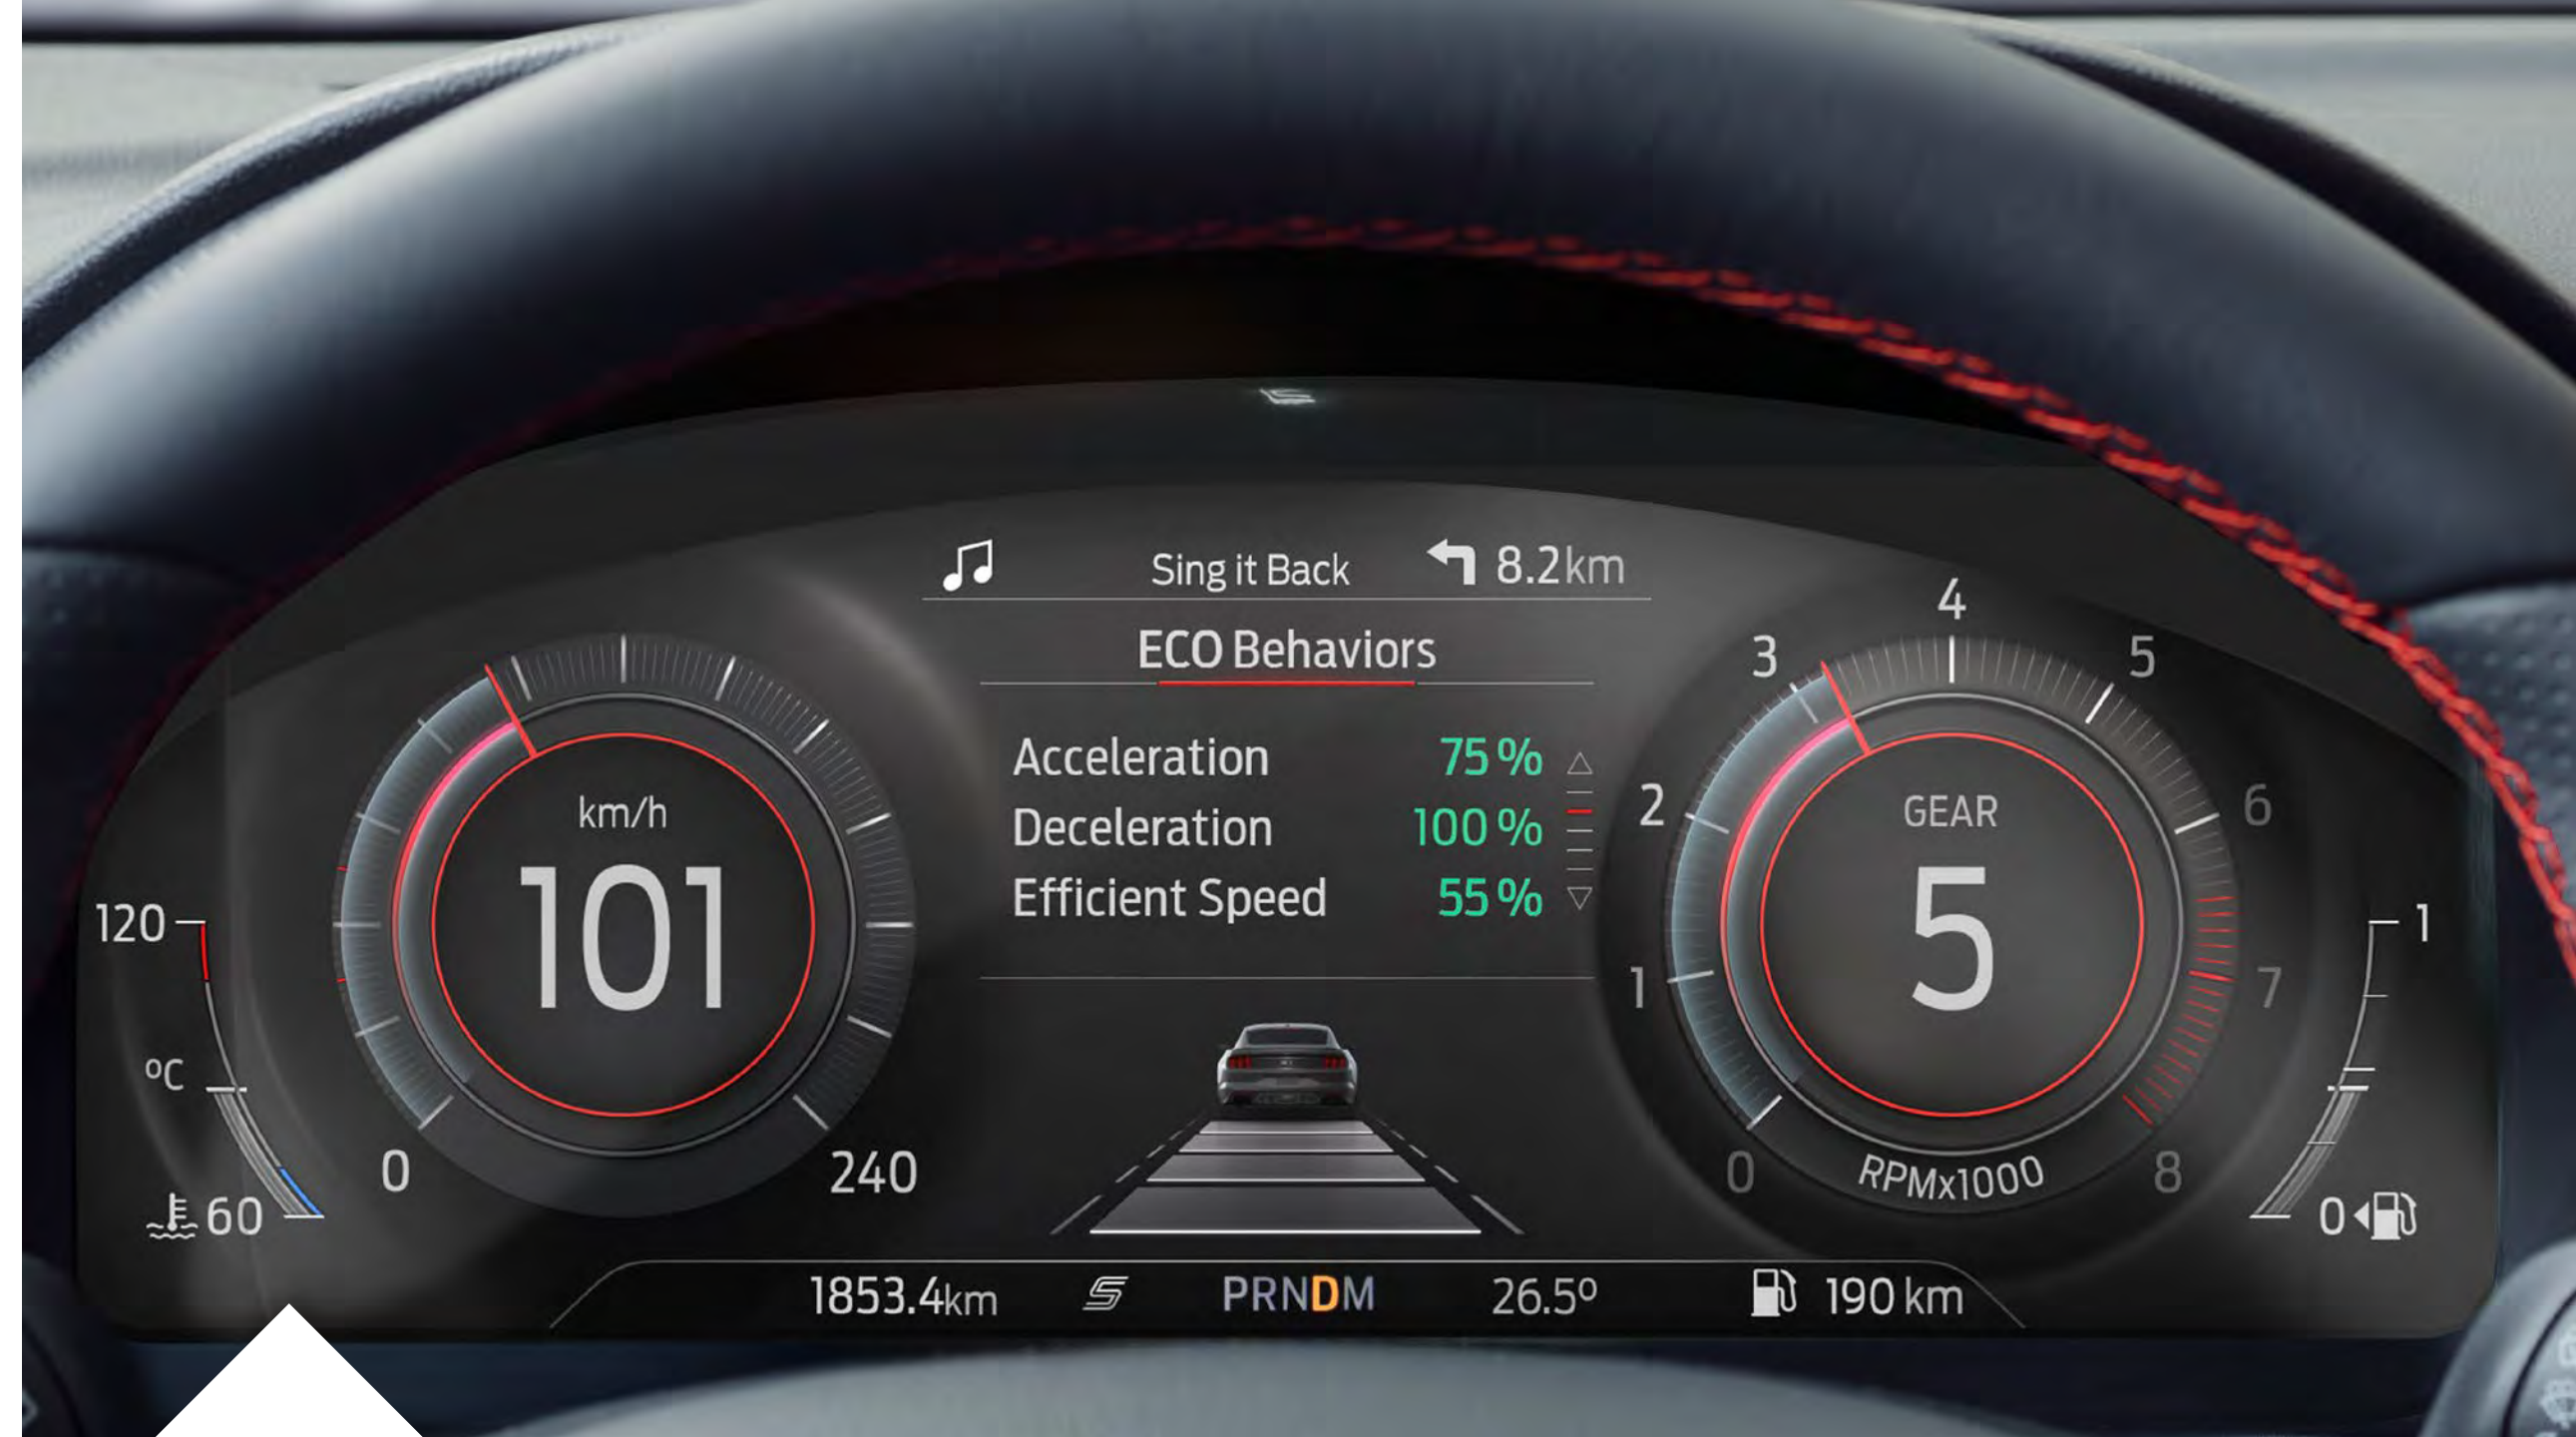 Sing it Back 8.2km
ECO Behaviors
Acceleration 75%
Deceleration 100%
Efficient Speed 55%
km/h
101
0
240
120
ºC
60
GEAR
5
0
1
2
3
4
5
6
7
8
RPMx1000
1
0
1853.4km PRNDM 26.5º 190 km